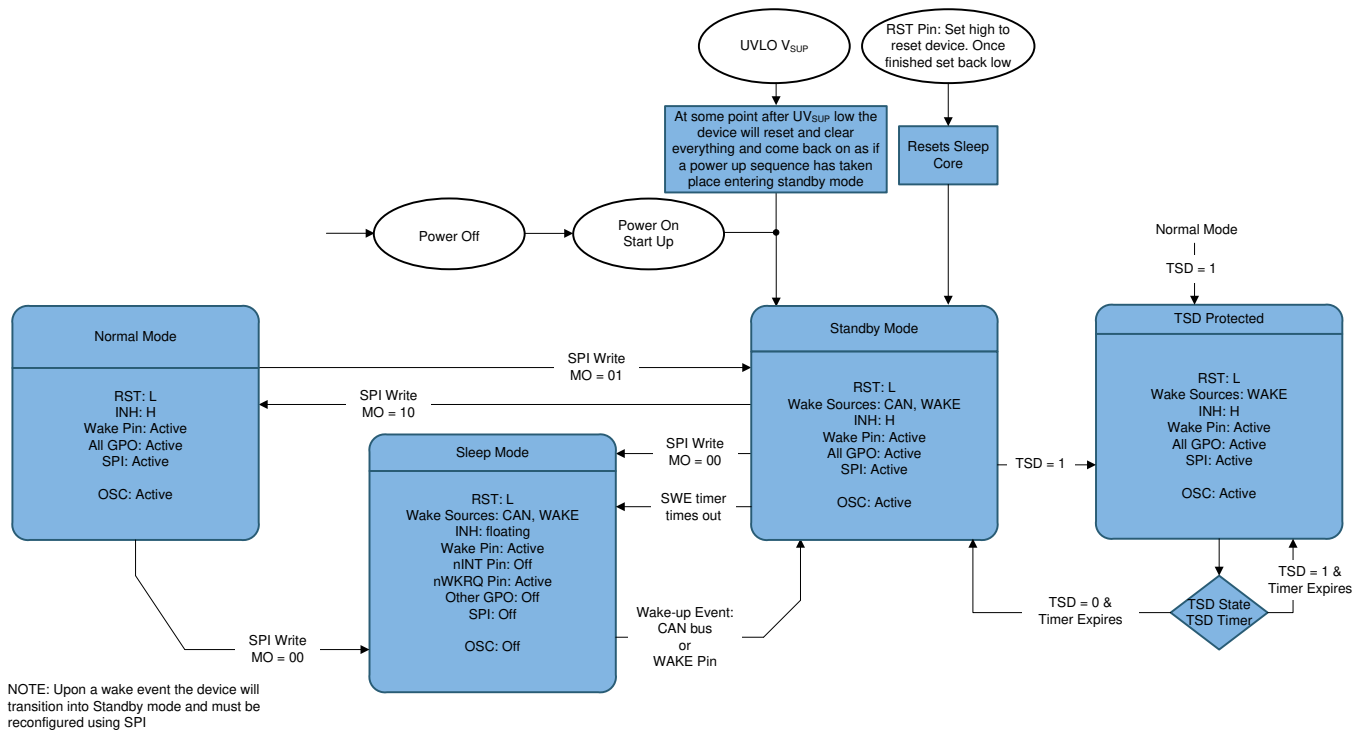 UVLO VSUP
RST Pin: Set high to
reset device. Once
finished set back low
At some point after UVSUP low the
device will reset and clear
everything and come back on as if
a power up sequence has taken
place entering standby mode
Resets Sleep
Core
Power Off
Power On
Start Up
Normal Mode
TSD = 1
Normal Mode
RST: L
INH: H
Wake Pin: Active
All GPO: Active
SPI: Active
OSC: Active
SPI Write
MO = 01
SPI Write
MO = 10
Standby Mode
RST: L
Wake Sources: CAN, WAKE
INH: H
Wake Pin: Active
All GPO: Active
SPI: Active
OSC: Active
TSD = 1
TSD Protected
RST: L
Wake Sources: WAKE
INH: H
Wake Pin: Active
All GPO: Active
SPI: Active
OSC: Active
Sleep Mode
RST: L
Wake Sources: CAN, WAKE
INH: floating
Wake Pin: Active
nINT Pin: Off
nWKRQ Pin: Active
Other GPO: Off
SPI: Off
OSC: Off
SPI Write
MO = 00
SWE timer
times out
Wake-up Event:
CAN bus
or
WAKE Pin
TSD = 0 &
Timer Expires
TSD State
TSD Timer
TSD = 1 &
Timer Expires
SPI Write
MO = 00
NOTE: Upon a wake event the device will
transition into Standby mode and must be
reconfigured using SPI